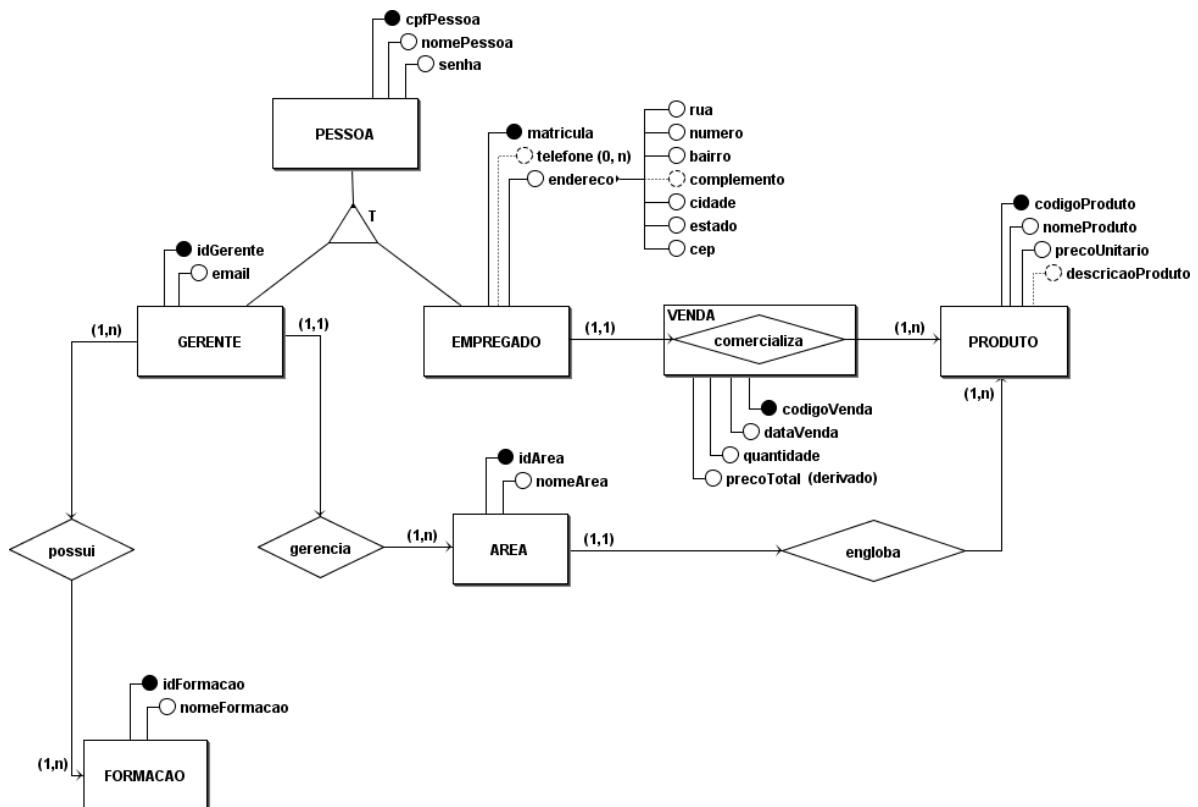 cpfPessoa
nomePessoa
senha
PESSOA
T
matricula
telefone (0, n)
endereco
rua
numero
bairro
complemento
cidade
estado
cep
codigoProduto
nomeProduto
precoUnitario
descricaoProduto
idGerente
email
(1,n)
GERENTE
(1,1)
EMPREGADO
(1,1)
VENDA
comercializa
(1,n)
PRODUTO
(1,n)
codigoVenda
dataVenda
quantidade
precoTotal (derivado)
idArea
nomeArea
possui
gerencia
(1,n)
AREA
(1,1)
engloba
idFormacao
nomeFormacao
(1,n)
FORMACAO